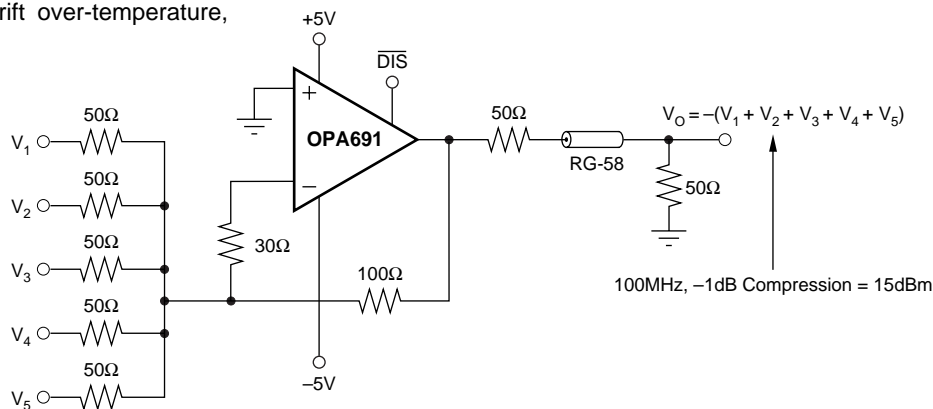 rift over-temperature,
+5V
DIS
50Ω
V1
+
OPA691
50Ω
VO = –(V1 + V2 + V3 + V4 + V5)
50Ω
V2
–
RG-58
50Ω
50Ω
V3
30Ω
100Ω
100MHz, –1dB Compression = 15dBm
50Ω
V4
50Ω
V5
–5V